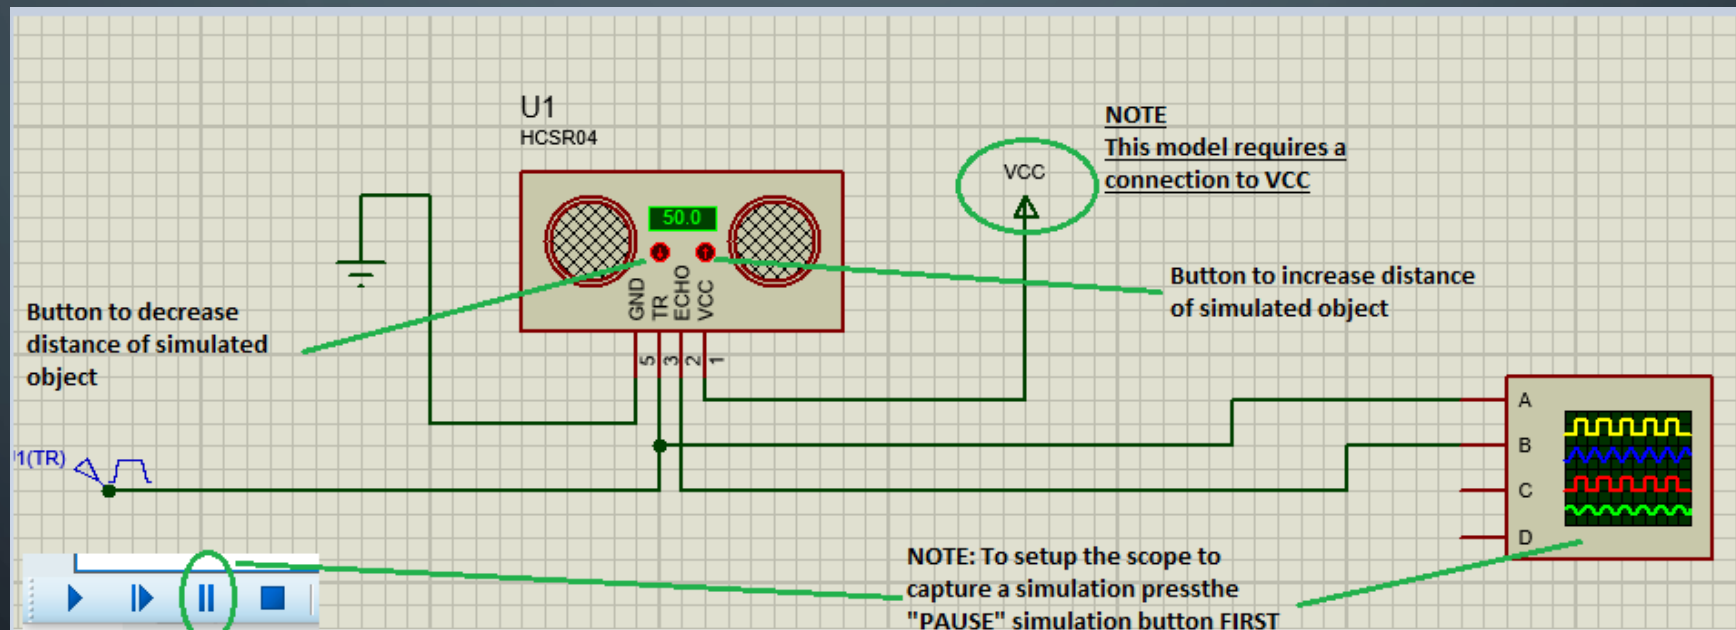 U1
HCSR04
NOTE
This model requires a
connection to VCC
VCC
50.0
Button to increase distance
of simulated object
GND
TR
ECHO
VCC
Button to decrease
distance of simulated
object
5
3
2
1
A
B
C
D
1(TR)
NOTE: To setup the scope to
capture a simulation pressthe
"PAUSE" simulation button FIRST